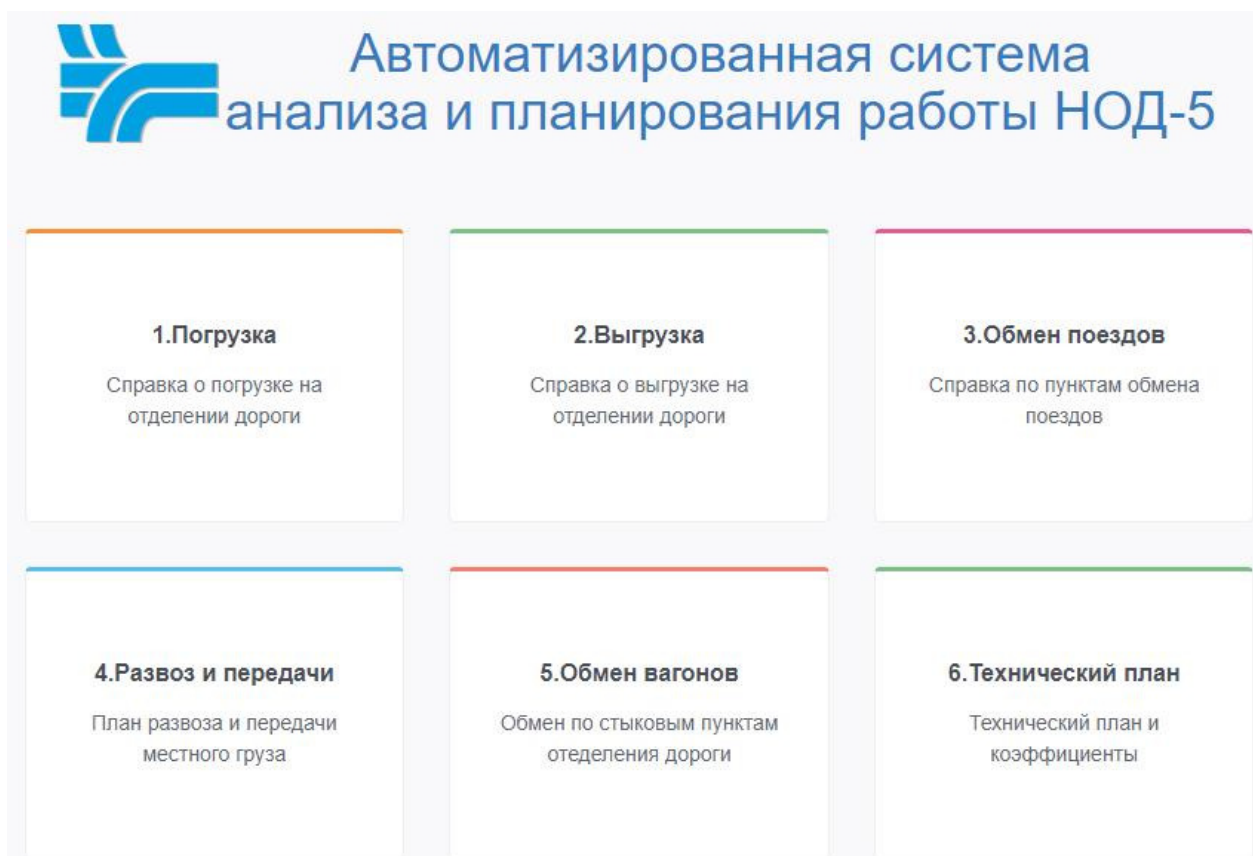 Автоматизированная система
анализа и планирования работы НОД-5
1.Погрузка
Справка о погрузке на
отделении дороги
2.Выгрузка
Справка о выгрузке на
отделении дороги
3.Обмен поездов
Справка по пунктам обмена
поездов
4.Развоз и передачи
План развоза и передачи
местного груза
5.Обмен вагонов
Обмен по стыковым пунктам
отеделения дороги
6.Технический план
Технический план и
коэффициенты